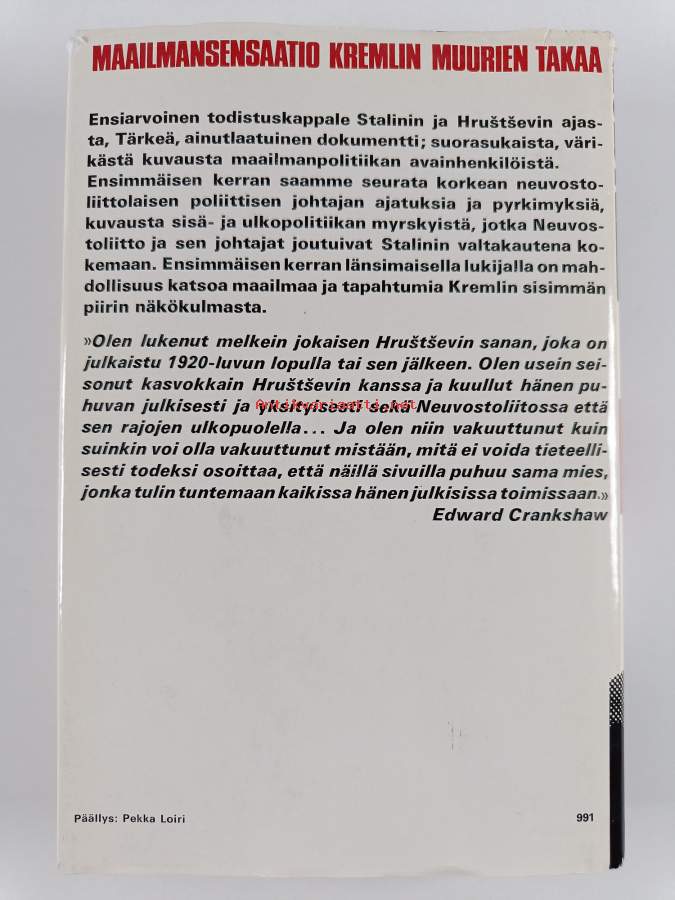 MAAILMANSENSAATIO KREMLIN MUURIEN TAKAA
Ensiarvoinen todistuskappale Stalinin ja Hruštševin ajas-
ta, Tärkeä, ainutlaatuinen dokumentti; suorasukaista, väri-
kästä kuvausta maailmanpolitiikan avainhenkilöistä.
Ensimmäisen kerran saamme seurata korkean neuvosto-
liittolaisen poliittisen johtajan ajatuksia ja pyrkimyksiä,
kuvausta sisä- ja ulkopolitiikan myrskyistä, jotka Neuvos-
toliitto ja sen johtajat joutuivat Stalinin valtakautena ko-
kemaan. Ensimmäisen kerran länsimaisella lukijalla on mah-
dollisuus katsoa maailmaa ja tapahtumia Kremlin sisimmän
piirin näkökulmasta.
»Olen lukenut melkein jokaisen Hruštševin sanan, joka on
julkaistu 1920-luvun lopulla tai sen jälkeen. Olen usein sei-
sonut kasvokkain Hruštševin kanssa ja kuullut hänen pu-
huvan julkisesti ja yksityisesti sekä Neuvostoliitossa että
Antikvariaatti.net
sen rajojen ulkopuolella... Ja olen niin vakuuttunut kuin
suinkin voi olla vakuuttunut mistään, mitä ei voida tieteelli-
sesti todeksi osoittaa, että näillä sivuilla puhuu sama mies,
jonka tulin tuntemaan kaikissa hänen julkisissa toimissaan.»
Edward Crankshaw
Päällys: Pekka Loiri
991